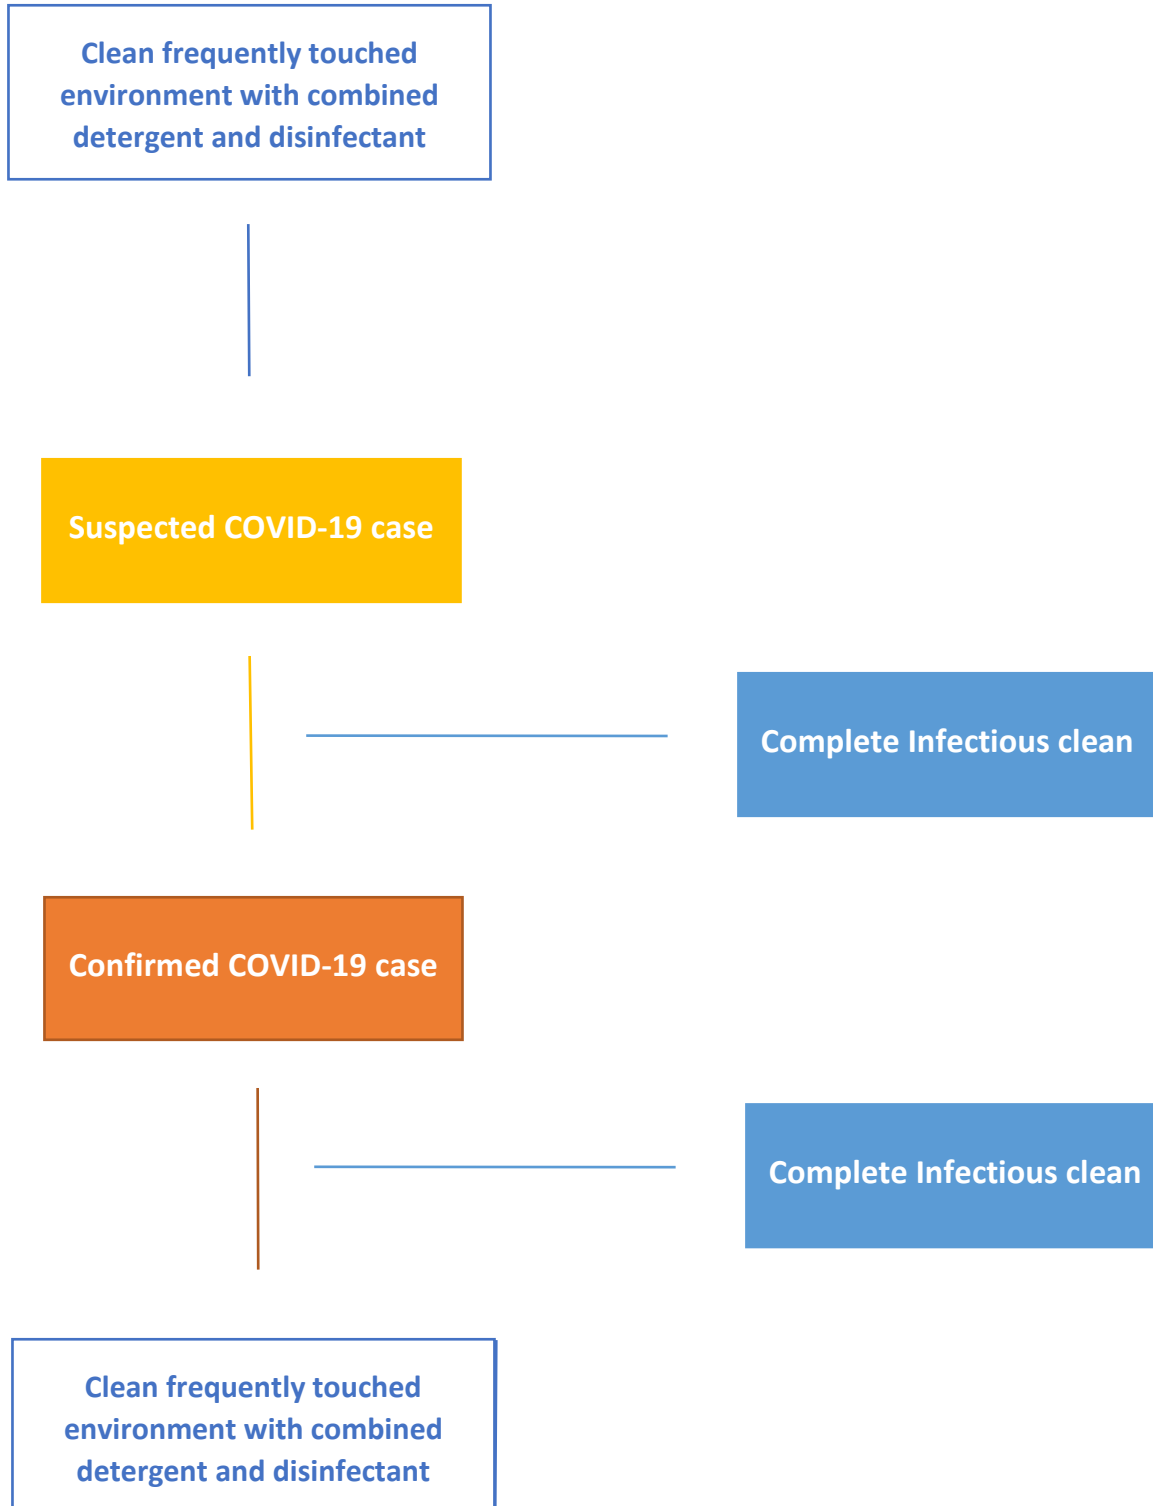 Clean frequently touched
environment with combined
detergent and disinfectant
Suspected COVID-19 case
Complete Infectious clean
Confirmed COVID-19 case
Complete Infectious clean
Clean frequently touched
environment with combined
detergent and disinfectant